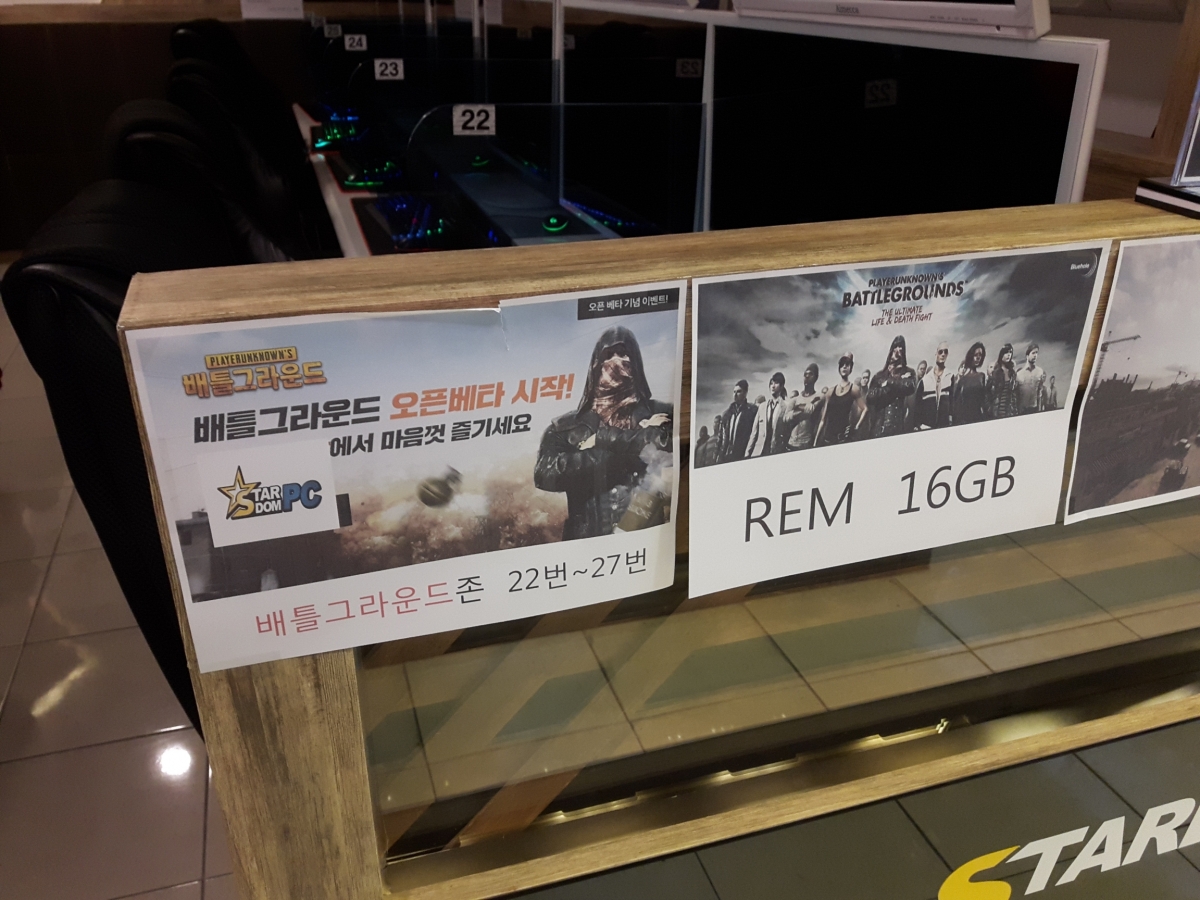 24
23
22
오픈 베타 기념 이벤트!
PLAYERUNKNOWN'S
배틀그라운드
배틀그라운드 오픈베타 시작!
에서 마음껏 즐기세요
STAR
DOM PC
배틀그라운드존 22번~27번
Bluehole
PLAYERUNKNOWN'S
BATTLEGROUNDS
THE ULTIMATE
LIFE & DEATH FIGHT
REM 16GB
STAR